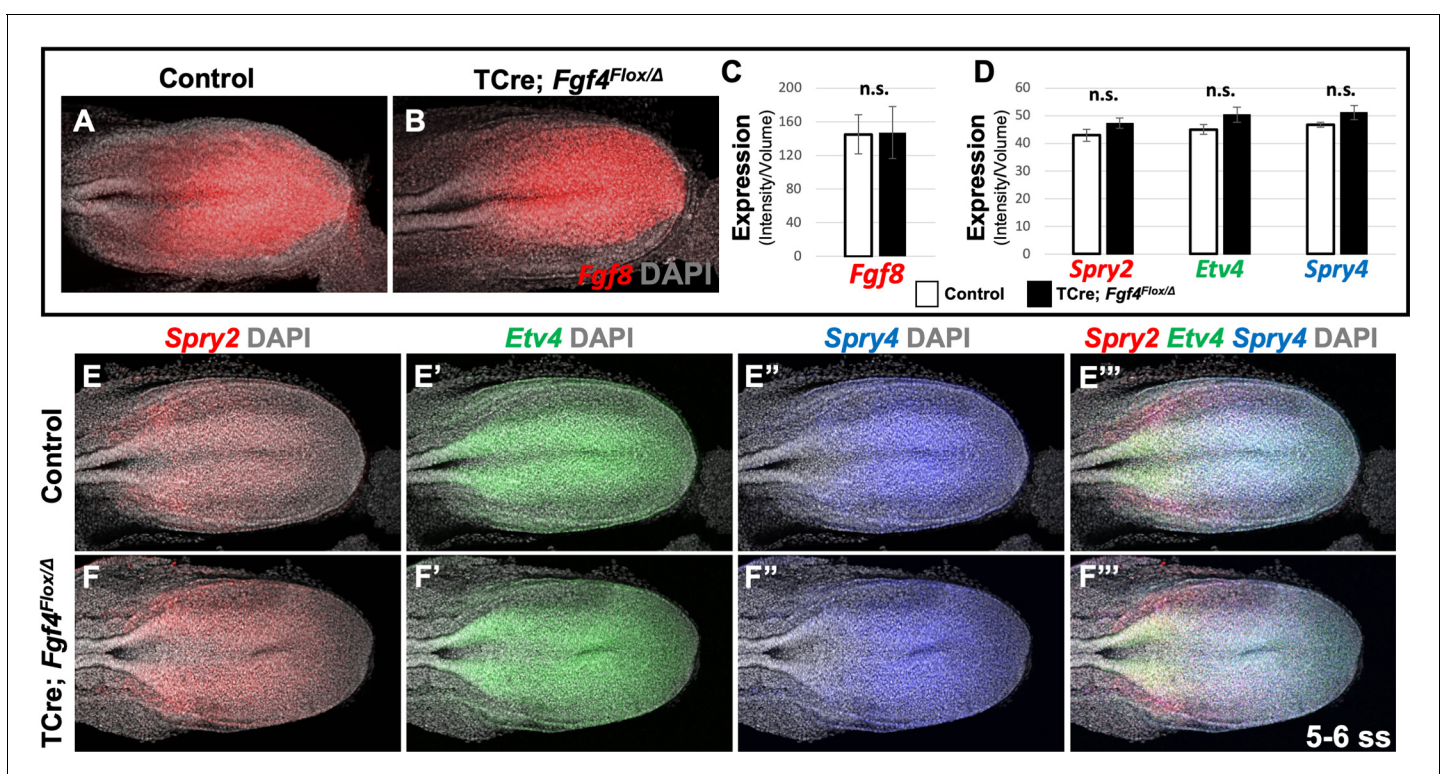 Control
TCre; Fgf4Flox/Δ
A
B
Fgf8 DAPI
C
n.s.
200
160
120
80
40
0
Expression
(Intensity/Volume)
Fgf8
D
n.s.
n.s.
n.s.
60
50
40
30
20
10
0
Expression
(Intensity/Volume)
Spry2
Etv4
Spry4
Control
TCre; Fgf4Flox/Δ
Spry2 DAPI
Etv4 DAPI
Spry4 DAPI
Spry2 Etv4 Spry4 DAPI
Control
E
E’
E”
E’”
TCre; Fgf4Flox/Δ
F
F’
F”
F’”
5-6 ss